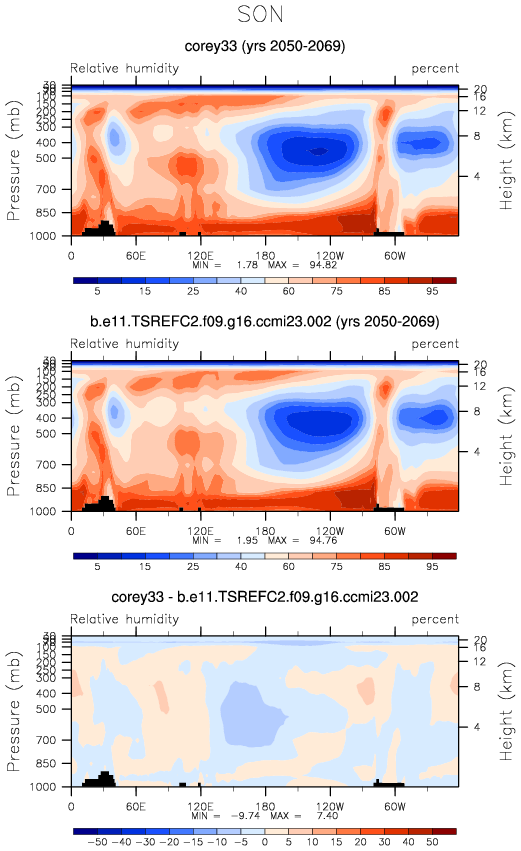 SON
corey33 (yrs 2050-2069)
Relative humidity percent
Pressure (mb)
Height (km)
30
100
150
200
250
300
400
500
700
850
1000
20
16
12
8
4
0 60E 120E 180 120W 60W
MIN = 1.78 MAX = 94.82
5 15 25 40 60 75 85 95
b.e11.TSREFC2.f09.g16.ccmi23.002 (yrs 2050-2069)
Relative humidity percent
Pressure (mb)
Height (km)
30
100
150
200
250
300
400
500
700
850
1000
20
16
12
8
4
0 60E 120E 180 120W 60W
MIN = 1.95 MAX = 94.76
5 15 25 40 60 75 85 95
corey33 - b.e11.TSREFC2.f09.g16.ccmi23.002
Relative humidity percent
Pressure (mb)
Height (km)
30
100
150
200
250
300
400
500
700
850
1000
20
16
12
8
4
0 60E 120E 180 120W 60W
MIN = −9.74 MAX = 7.40
−50 −40 −30 −20 −15 −10 −5 0 5 10 15 20 30 40 50